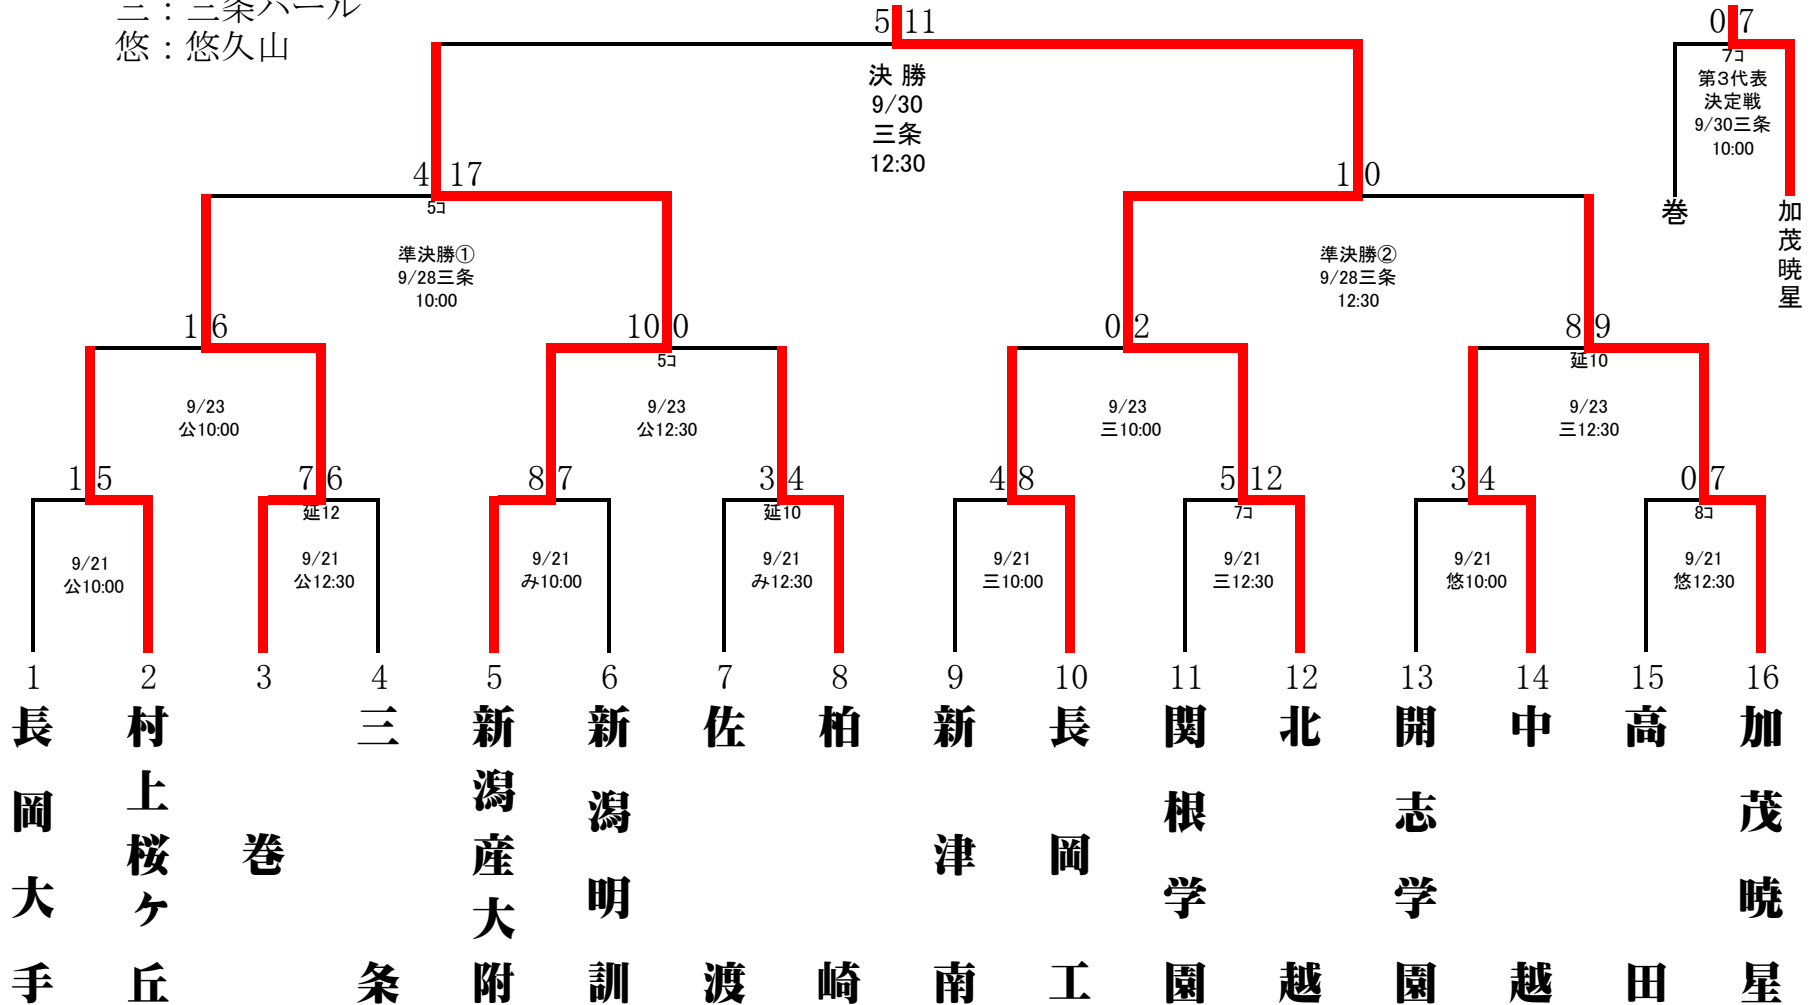 三：三条パール
悠：悠久山
5 11
決 勝
9/30
三条
12:30
0 7
7コ
第3代表
決定戦
9/30三条
10:00
巻
加茂暁星
4 17
5コ
準決勝①
9/28三条
10:00
1 0
準決勝②
9/28三条
12:30
1 6
9/23
公10:00
10 0
5コ
9/23
公12:30
0 2
9/23
三10:00
8 9
延10
9/23
三12:30
1 5
9/21
公10:00
7 6
延12
9/21
公12:30
8 7
9/21
み10:00
3 4
延10
9/21
み12:30
4 8
9/21
三10:00
5 12
7コ
9/21
三12:30
3 4
9/21
悠10:00
0 7
8コ
9/21
悠12:30
1 2 3 4 5 6 7 8 9 10 11 12 13 14 15 16
長岡大手
村上桜ケ丘
巻
三条
新潟産大附
新潟明訓
佐渡
柏崎
新津南
長岡工
関根学園
北越
開志学園
中越
高田
加茂暁星